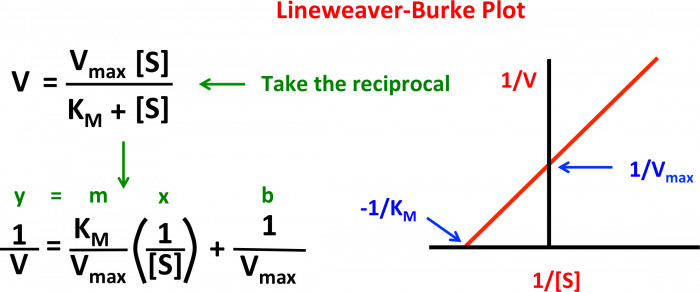 Lineweaver-Burke Plot
V = Vmax [S] / KM + [S]
Take the reciprocal
y = m x b
1/V = KM/Vmax (1/[S]) + 1/Vmax
1/V
1/Vmax
-1/KM
1/[S]